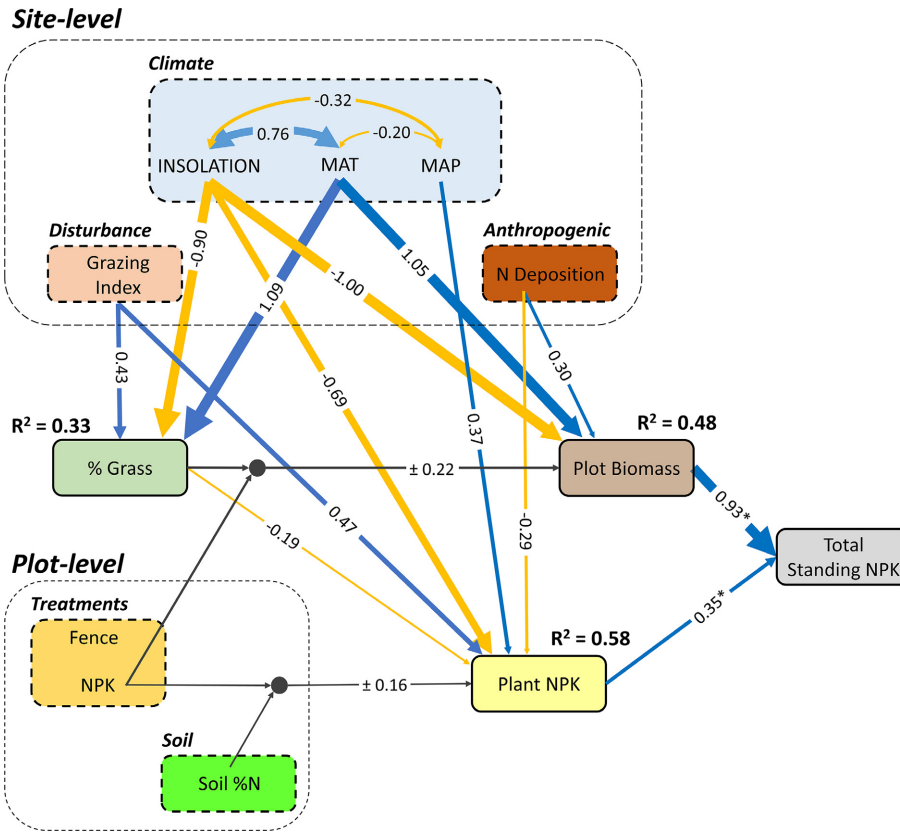 Site-level
Climate
-0.32
0.76
-0.20
INSOLATION
MAT
MAP
Disturbance
Grazing
Index
Anthropogenic
N Deposition
-0.90
1.09
-1.00
1.05
0.43
-0.69
0.37
0.30
R² = 0.33
% Grass
± 0.22
R² = 0.48
Plot Biomass
0.93*
-0.19
0.47
-0.29
Total
Standing NPK
0.35*
Plot-level
Treatments
Fence
NPK
± 0.16
R² = 0.58
Plant NPK
Soil
Soil %N